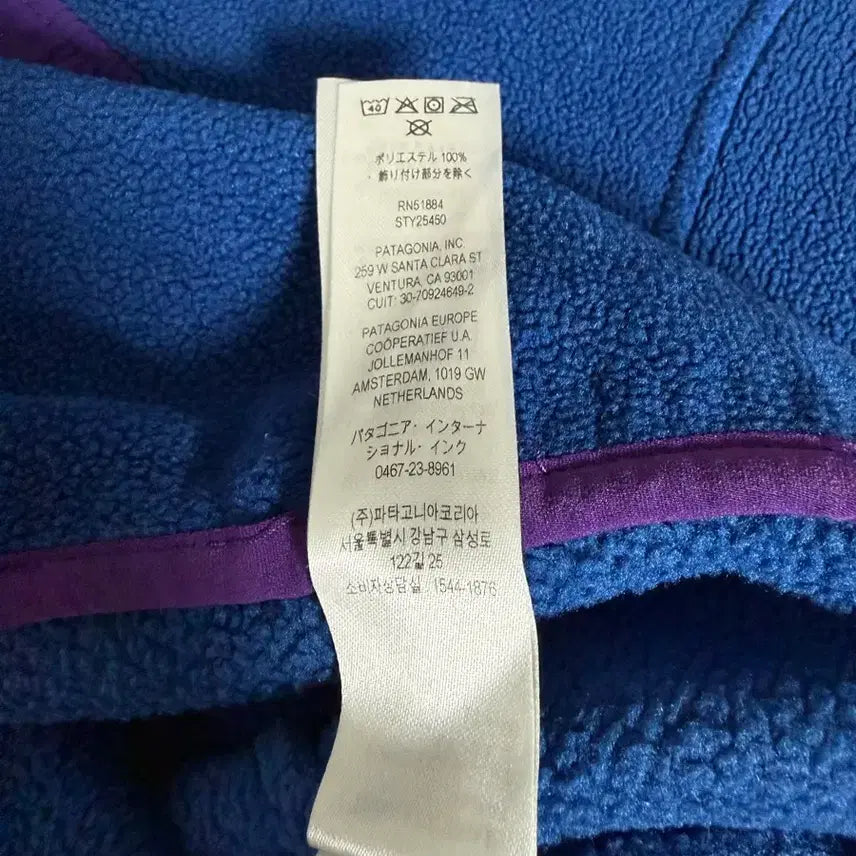 40
ポリエステル 100%
・飾り付け部分を除く
RN51884
STY25450
PATAGONIA, INC.
259 W SANTA CLARA ST
VENTURA, CA 93001
CUIT: 30-70924649-2
PATAGONIA EUROPE
COÖPERATIEF U.A.
JOLLEMANHOF 11
AMSTERDAM, 1019 GW
NETHERLANDS
パタゴニア・インターナ
ショナル・インク
0467-23-8961
(주)파타고니아코리아
서울특별시 강남구 삼성로
122길 25
소비자상담실 1544-1876